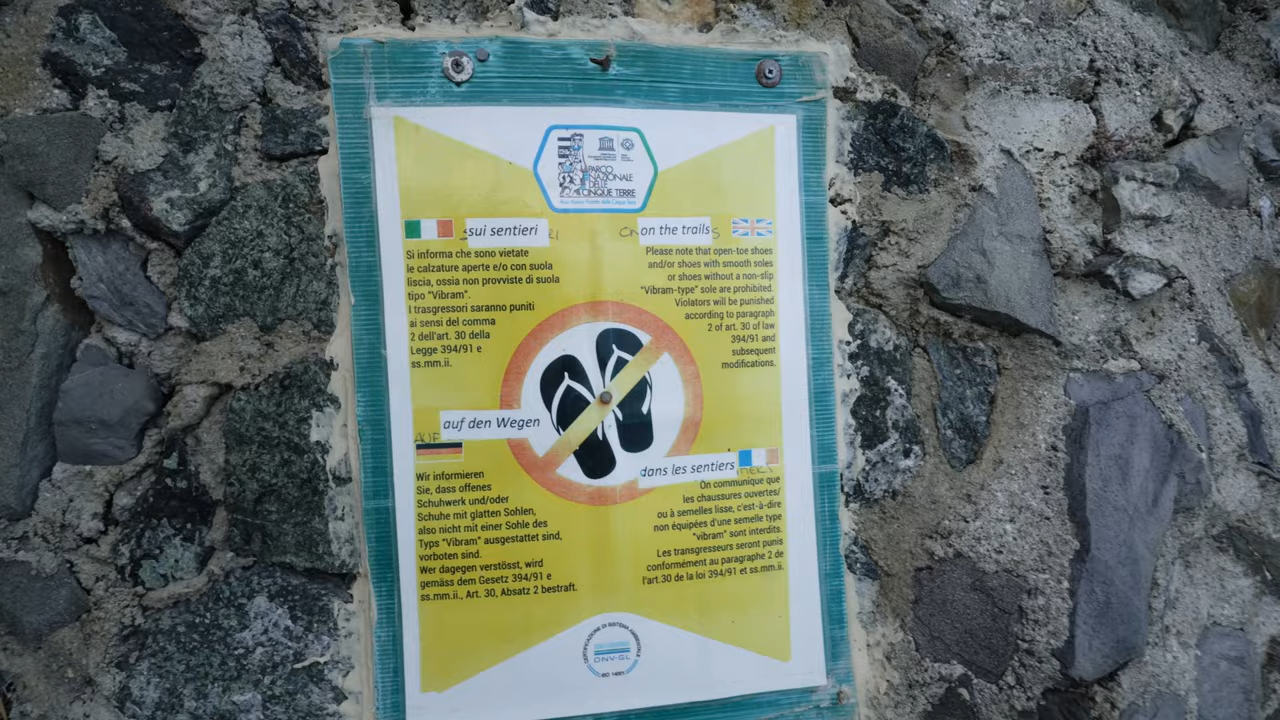 PARCO
NAZIONALE
DELLE
CINQUE TERRE
sui sentieri
Si informa che sono vietate
le calzature aperte e/o con suola
liscia, ossia non provviste di suola
tipo "Vibram".
I trasgressori saranno puniti
ai sensi del comma
2 dell'art. 30 della
Legge 394/91 e
ss.mm.ii.
on the trails
Please note that open-toe shoes
and/or shoes with smooth soles
or shoes without a non-slip
"Vibram-type" sole are prohibited.
Violators will be punished
according to paragraph
2 of art. 30 of law
394/91 and
subsequent
modifications.
auf den Wegen
AUF
Wir informieren
Sie, dass offenes
Schuhwerk und/oder
Schuhe mit glatten Sohlen,
also nicht mit einer Sohle des
Typs "Vibram" ausgestattet sind,
vorboten sind.
Wer dagegen verstösst, wird
gemäss dem Gesetz 394/91 e
ss.mm.ii., Art. 30, Absatz 2 bestraft.
dans les sentiers
On communique que
les chaussures ouvertes/
ou à semelles lisse, c'est-à-dire
non équipées d'une semelle type
"vibram" sont interdits.
Les transgresseurs seront punis
conformément au paragraphe 2 de
l'art.30 de la loi 394/91 et ss.mm.ii.
CERTIFICAZIONE DI SISTEMA AMBIENTALE
DNV·GL
ISO 14001